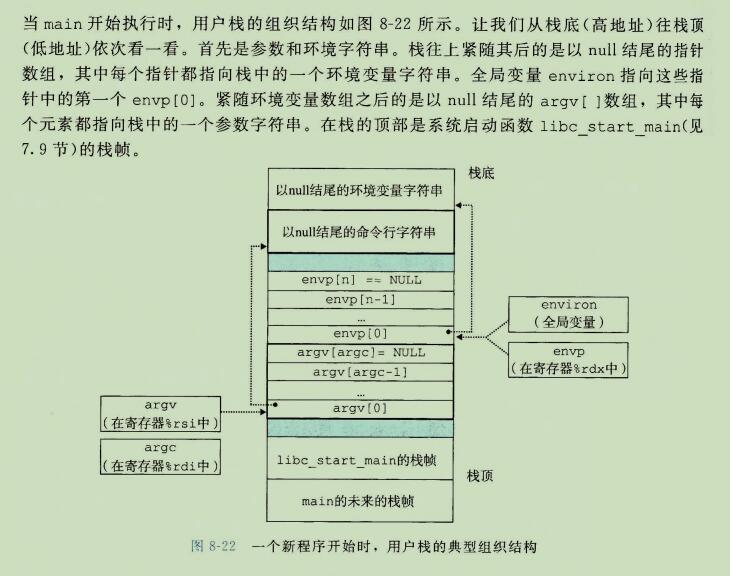 当 main 开始执行时，用户栈的组织结构如图 8-22 所示。让我们从栈底(高地址)往栈顶
(低地址)依次看一看。首先是参数和环境字符串。栈往上紧随其后的是以 null 结尾的指针
数组，其中每个指针都指向栈中的一个环境变量字符串。全局变量 environ 指向这些指
针中的第一个 envp[0]。紧随环境变量数组之后的是以 null 结尾的 argv[ ]数组，其中每
个元素都指向栈中的一个参数字符串。在栈的顶部是系统启动函数 libc_start_main(见
7.9 节)的栈帧。
栈底
以null结尾的环境变量字符串
以null结尾的命令行字符串
envp[n] == NULL
envp[n-1]
…
envp[0]
environ
(全局变量)
argv[argc]= NULL
envp
(在寄存器%rdx中)
argv[argc-1]
…
argv[0]
argv
(在寄存器%rsi中)
argc
(在寄存器%rdi中)
libc_start_main的栈帧
栈顶
main的未来的栈帧
图 8-22 一个新程序开始时，用户栈的典型组织结构